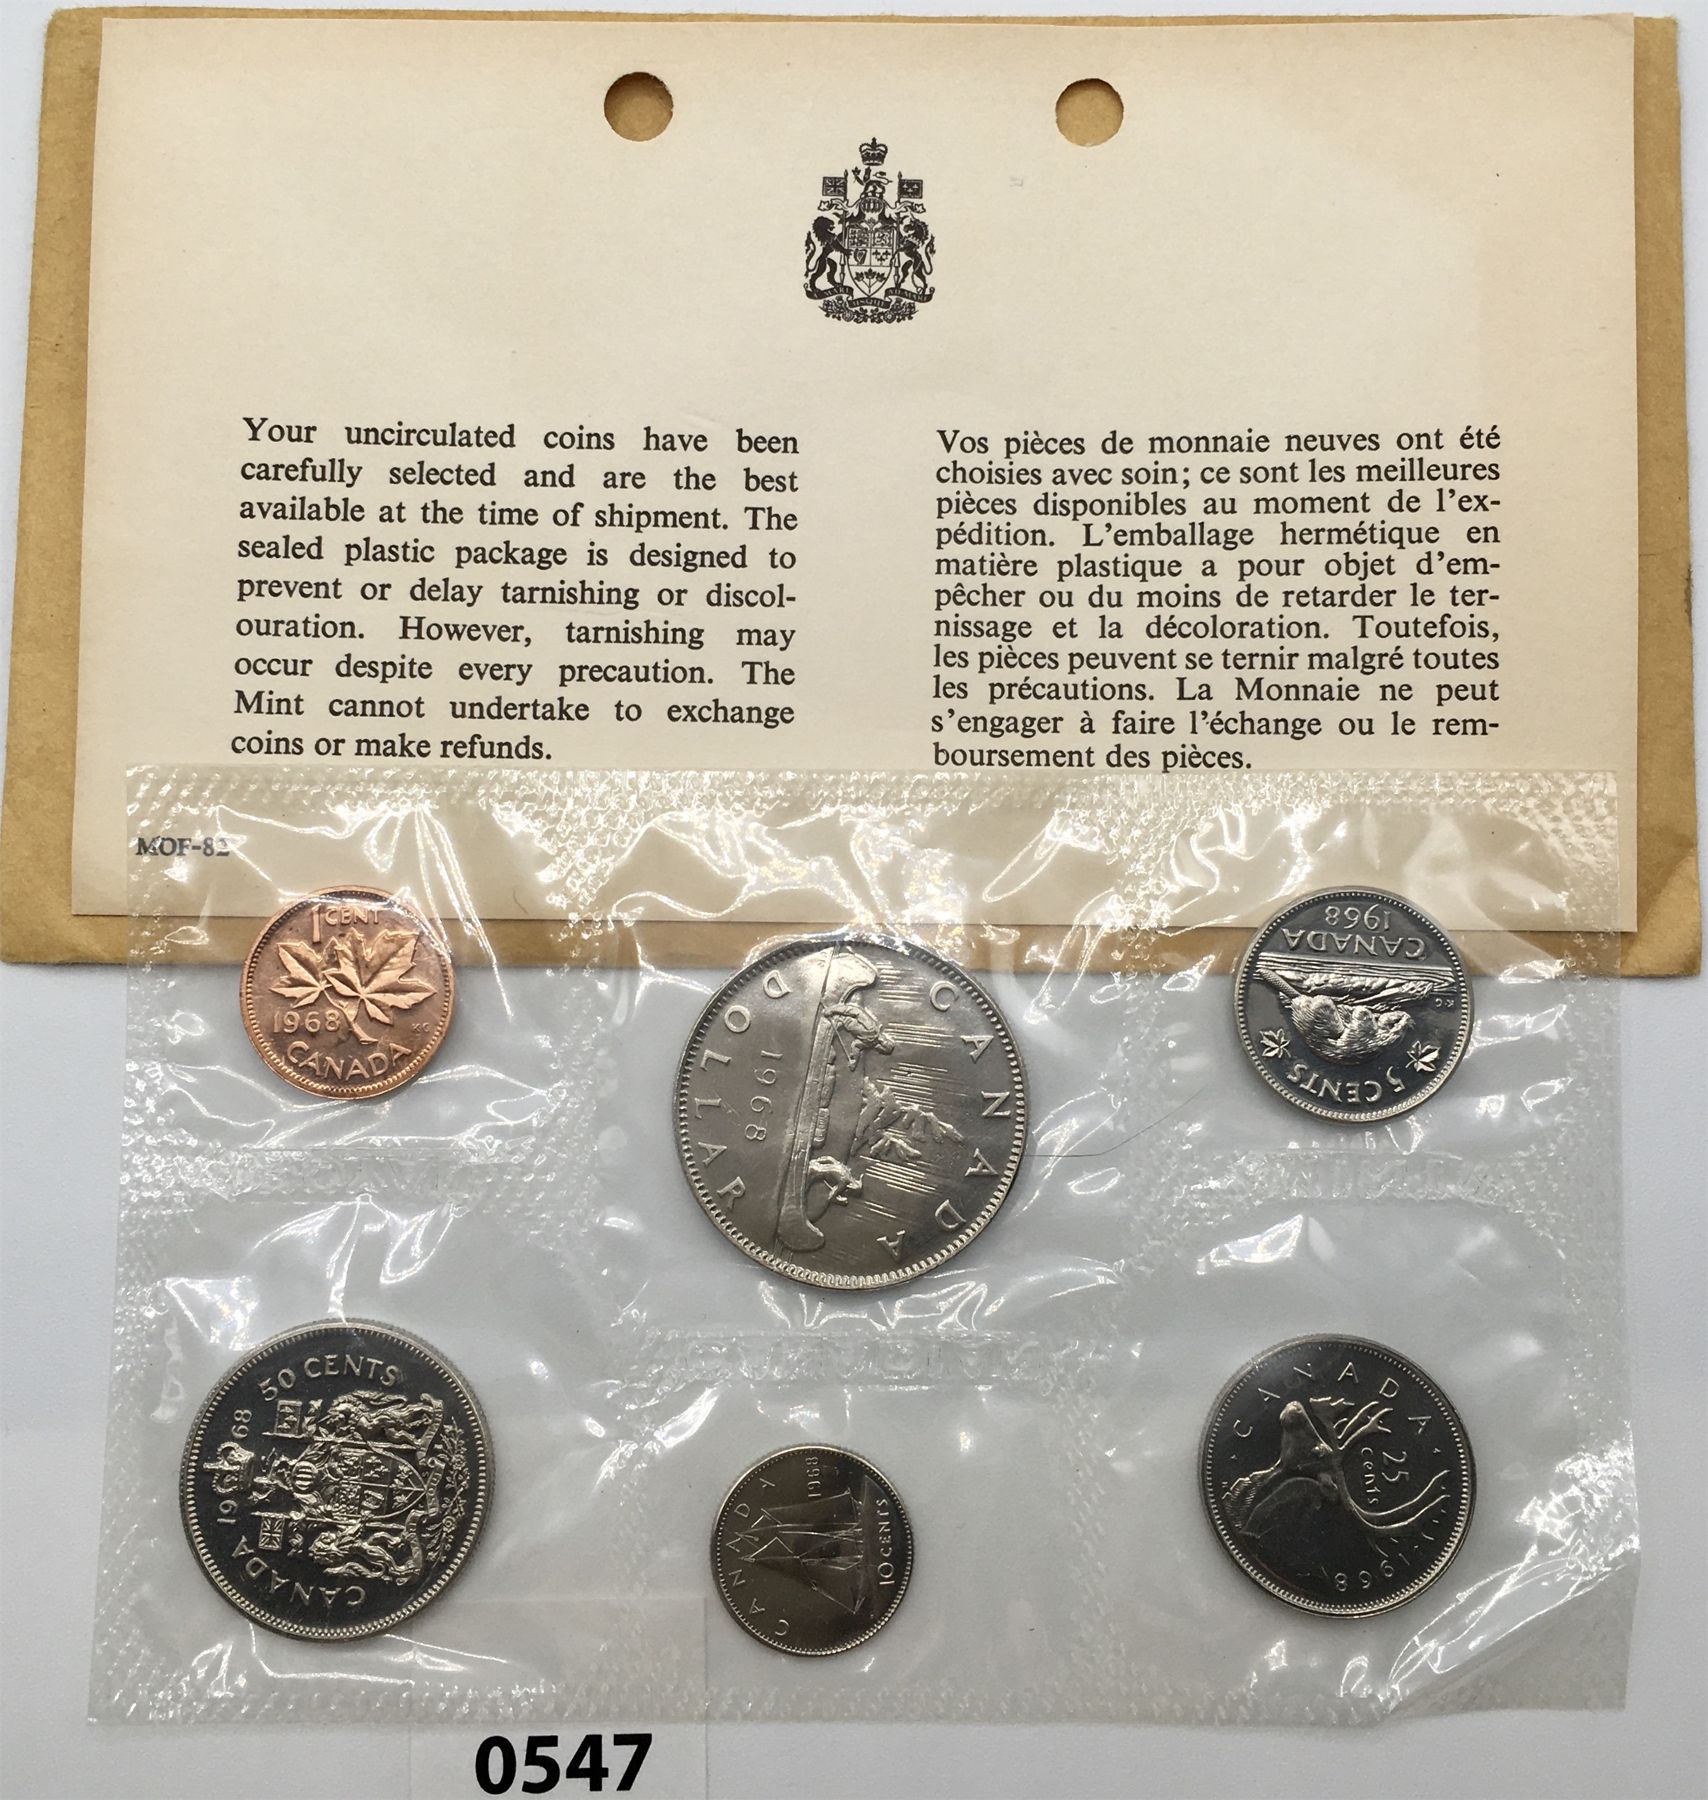 Your uncirculated coins have been
carefully selected and are the best
available at the time of shipment. The
sealed plastic package is designed to
prevent or delay tarnishing or discol-
ouration. However, tarnishing may
occur despite every precaution. The
Mint cannot undertake to exchange
coins or make refunds.
Vos pièces de monnaie neuves ont été
choisies avec soin; ce sont les meilleures
pièces disponibles au moment de l'ex-
pédition. L'emballage hermétique en
matière plastique a pour objet d'em-
pêcher ou du moins de retarder le ter-
nissage et la décoloration. Toutefois,
les pièces peuvent se ternir malgré toutes
les précautions. La Monnaie ne peut
s'engager à faire l'échange ou le rem-
boursement des pièces.
MOF-82
1 CENT
1968 KG
CANADA
CANADA
1968
DOLLAR
1968
CANADA
KG
5 CENTS
50 CENTS
1968
CANADA
CANADA
1968
10 CENTS
CANADA
25
cents
1968
0547